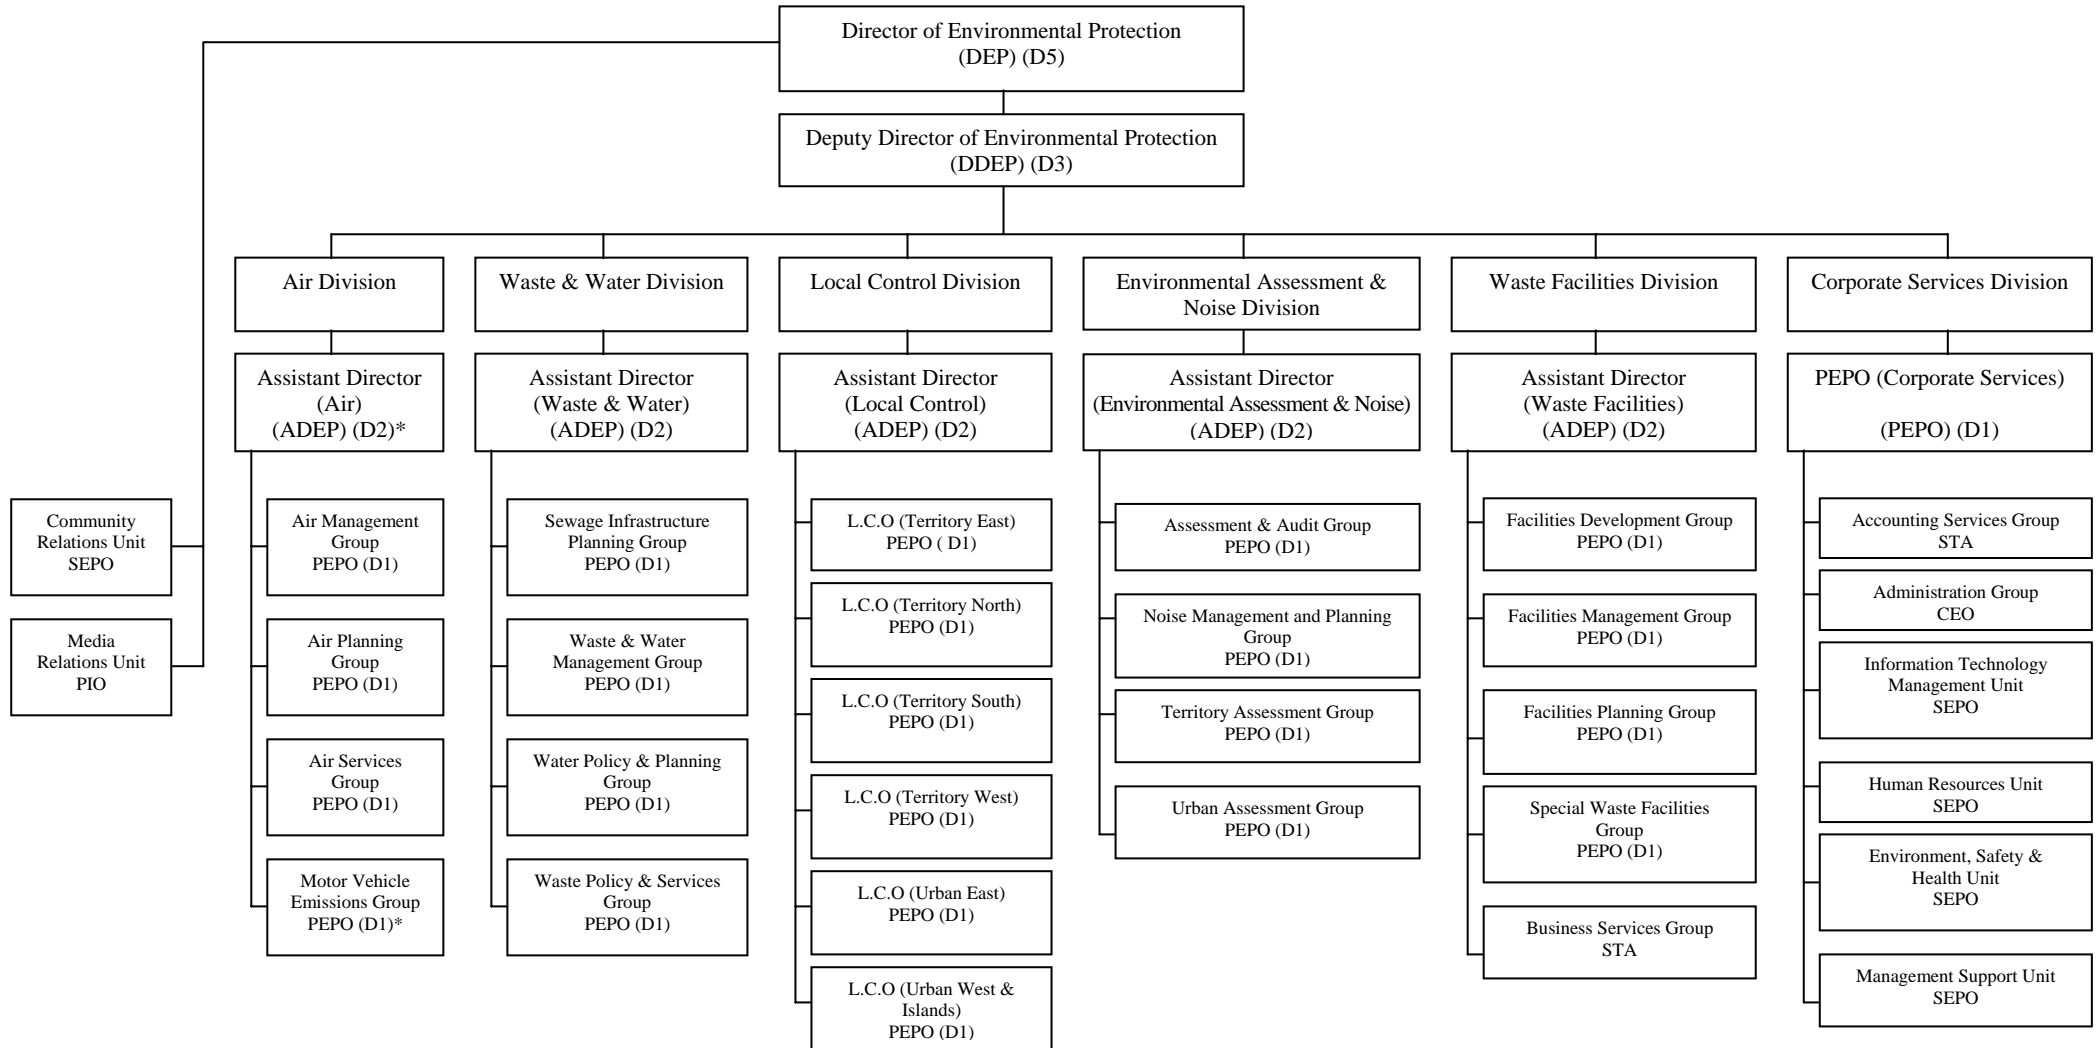 Director of Environmental Protection
(DEP) (D5)
Deputy Director of Environmental Protection
(DDEP) (D3)
Air Division
Waste & Water Division
Local Control Division
Environmental Assessment &
Noise Division
Waste Facilities Division
Corporate Services Division
Assistant Director
(Air)
(ADEP) (D2)*
Assistant Director
(Waste & Water)
(ADEP) (D2)
Assistant Director
(Local Control)
(ADEP) (D2)
Assistant Director
(Environmental Assessment & Noise)
(ADEP) (D2)
Assistant Director
(Waste Facilities)
(ADEP) (D2)
PEPO (Corporate Services)
(PEPO) (D1)
Community
Relations Unit
SEPO
Media
Relations Unit
PIO
Air Management
Group
PEPO (D1)
Air Planning
Group
PEPO (D1)
Air Services
Group
PEPO (D1)
Motor Vehicle
Emissions Group
PEPO (D1)*
Sewage Infrastructure
Planning Group
PEPO (D1)
Waste & Water
Management Group
PEPO (D1)
Water Policy & Planning
Group
PEPO (D1)
Waste Policy & Services
Group
PEPO (D1)
L.C.O (Territory East)
PEPO ( D1)
L.C.O (Territory North)
PEPO (D1)
L.C.O (Territory South)
PEPO (D1)
L.C.O (Territory West)
PEPO (D1)
L.C.O (Urban East)
PEPO (D1)
L.C.O (Urban West &
Islands)
PEPO (D1)
Assessment & Audit Group
PEPO (D1)
Noise Management and Planning
Group
PEPO (D1)
Territory Assessment Group
PEPO (D1)
Urban Assessment Group
PEPO (D1)
Facilities Development Group
PEPO (D1)
Facilities Management Group
PEPO (D1)
Facilities Planning Group
PEPO (D1)
Special Waste Facilities
Group
PEPO (D1)
Business Services Group
STA
Accounting Services Group
STA
Administration Group
CEO
Information Technology
Management Unit
SEPO
Human Resources Unit
SEPO
Environment, Safety &
Health Unit
SEPO
Management Support Unit
SEPO